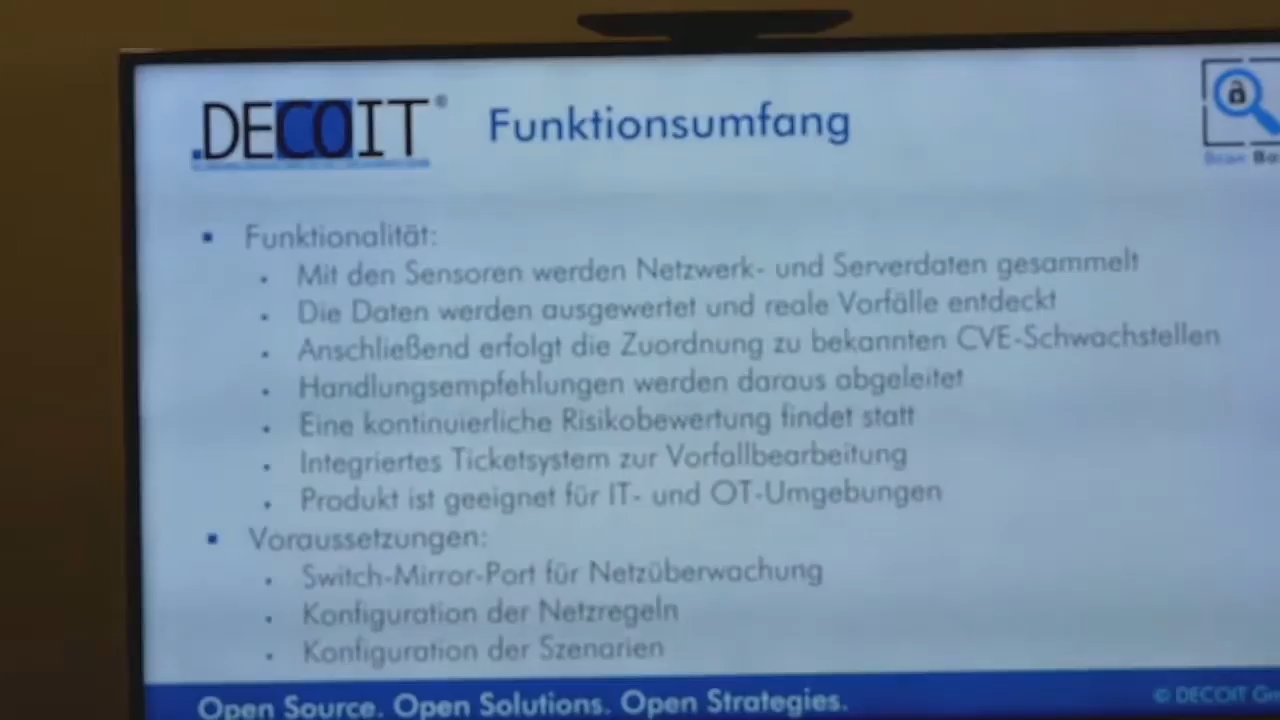 .DECOIT®
Funktionsumfang
Scan Bo
Funktionalität:
Mit den Sensoren werden Netzwerk- und Serverdaten gesammelt
Die Daten werden ausgewertet und reale Vorfälle entdeckt
Anschließend erfolgt die Zuordnung zu bekannten CVE-Schwachstellen
Handlungsempfehlungen werden daraus abgeleitet
Eine kontinuierliche Risikobewertung findet statt
Integriertes Ticketsystem zur Vorfallbearbeitung
Produkt ist geeignet für IT- und OT-Umgebungen
Voraussetzungen:
Switch-Mirror-Port für Netzüberwachung
Konfiguration der Netzregeln
Konfiguration der Szenarien
Open Source. Open Solutions. Open Strategies.
© DECOIT G